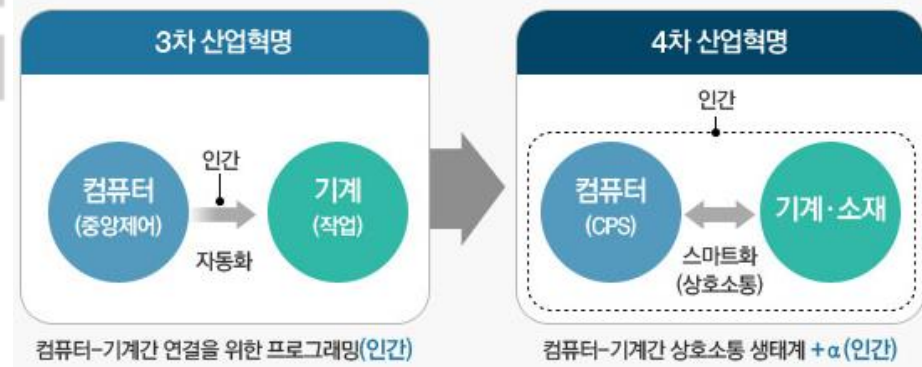 3차 산업혁명
인간
컴퓨터
(중앙제어)
기계
(작업)
자동화
컴퓨터-기계간 연결을 위한 프로그래밍(인간)
4차 산업혁명
인간
컴퓨터
(CPS)
기계·소재
스마트화
(상호소통)
컴퓨터-기계간 상호소통 생태계 +α(인간)